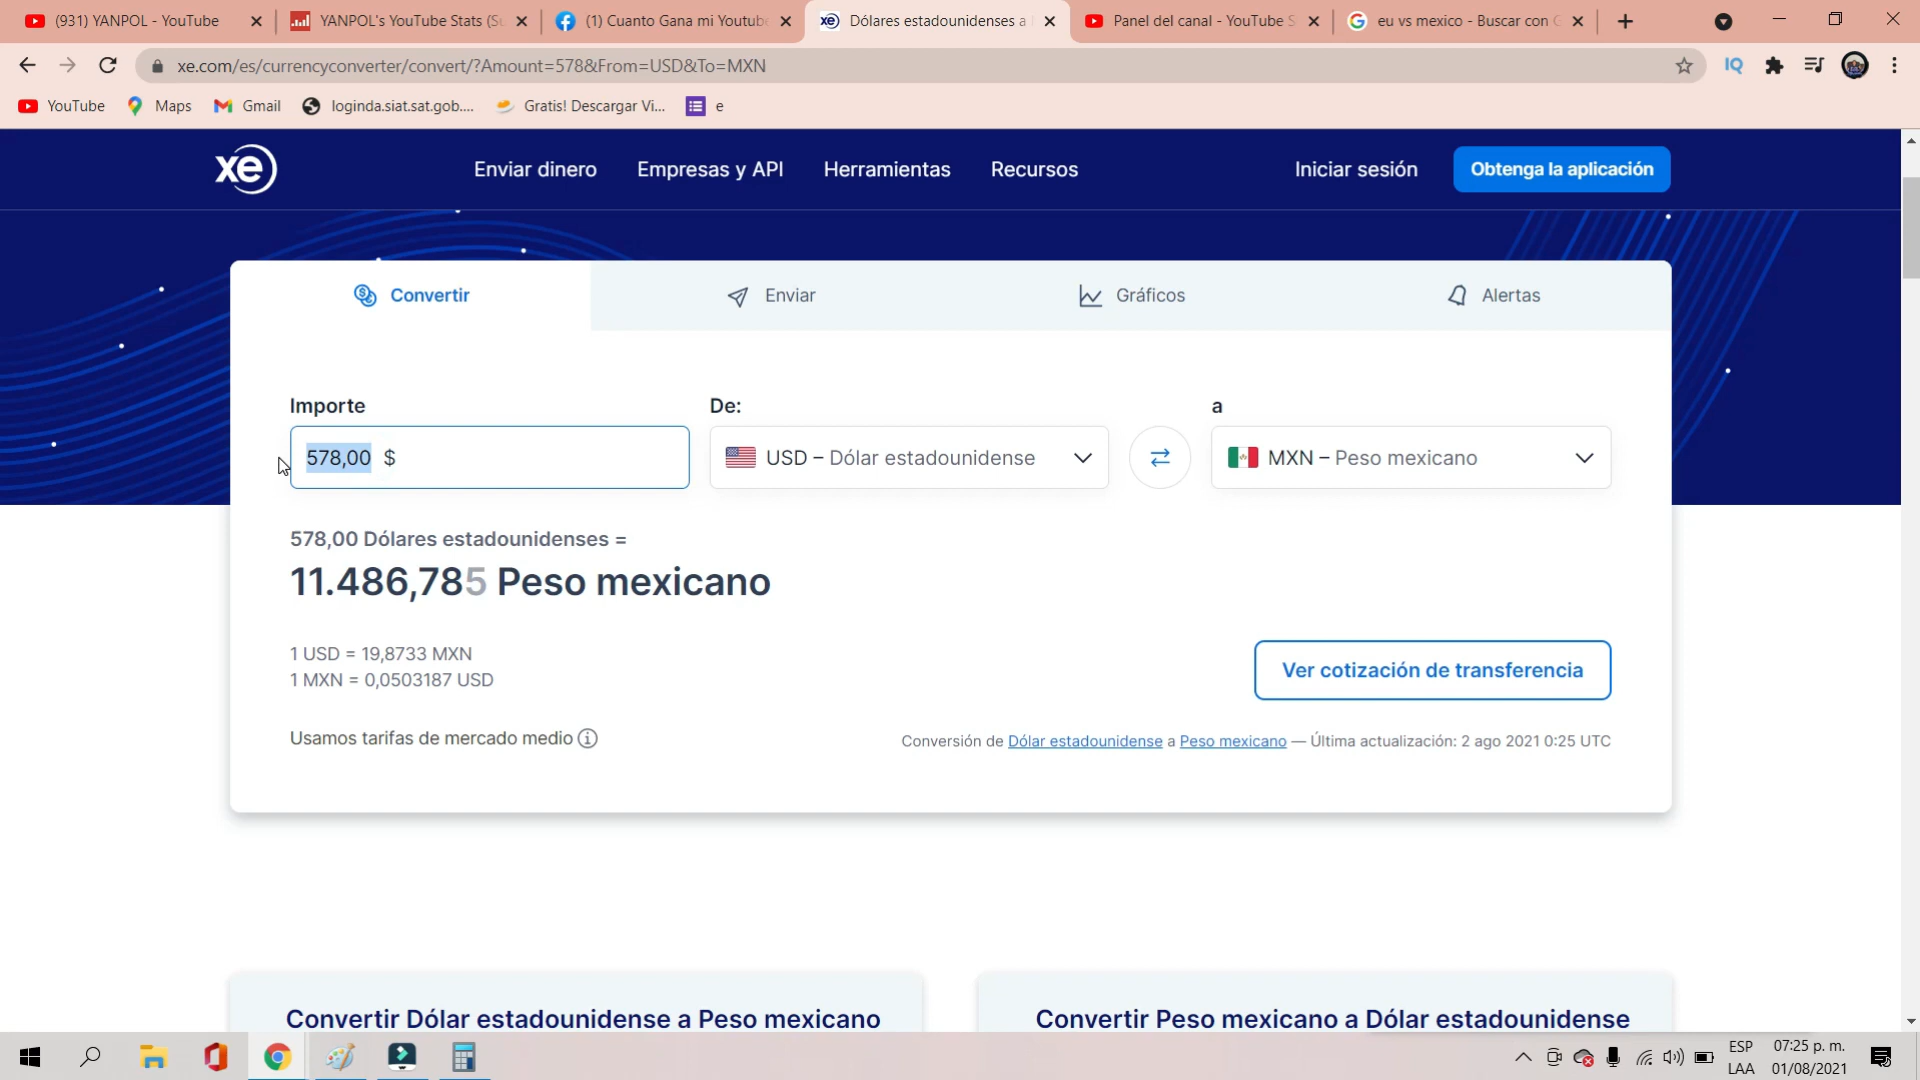 (931) YANPOL - YouTube
YANPOL's YouTube Stats (Su
(1) Cuanto Gana mi Youtube
Dólares estadounidenses a
Panel del canal - YouTube S
eu vs mexico - Buscar con G
xe.com/es/currencyconverter/convert/?Amount=578&From=USD&To=MXN
IQ
YouTube
Maps
Gmail
loginda.siat.sat.gob....
Gratis! Descargar Vi...
e
xe
Enviar dinero
Empresas y API
Herramientas
Recursos
Iniciar sesión
Obtenga la aplicación
Convertir
Enviar
Gráficos
Alertas
Importe
De:
a
578,00 $
USD – Dólar estadounidense
MXN – Peso mexicano
578,00 Dólares estadounidenses =
11.486,785 Peso mexicano
1 USD = 19,8733 MXN
1 MXN = 0,0503187 USD
Ver cotización de transferencia
Usamos tarifas de mercado medio
Conversión de Dólar estadounidense a Peso mexicano — Última actualización: 2 ago 2021 0:25 UTC
Convertir Dólar estadounidense a Peso mexicano
Convertir Peso mexicano a Dólar estadounidense
ESP
LAA
07:25 p. m.
01/08/2021